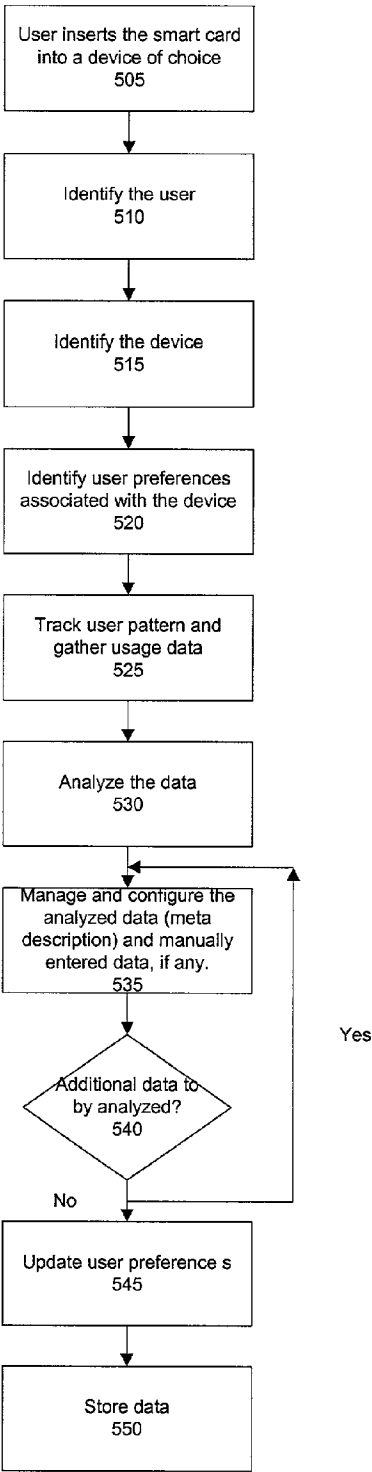 User inserts the smart card
into a device of choice
505
Identify the user
510
Identify the device
515
Identify user preferences
associated with the device
520
Track user pattern and
gather usage data
525
Analyze the data
530
Manage and configure the
analyzed data (meta
description) and manually
entered data, if any.
535
Yes
Additional data to
by analyzed?
540
No
Update user preference s
545
Store data
550